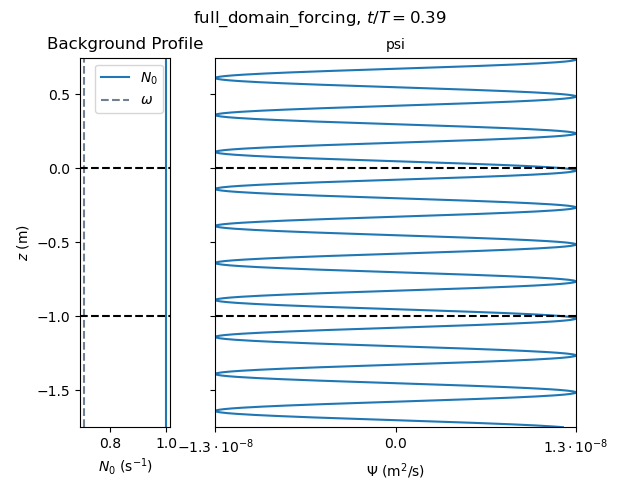 full_domain_forcing, t/T = 0.39
Background Profile
psi
N₀
ω
z (m)
0.5
0.0
−0.5
−1.0
−1.5
0.8 1.0
−1.3 · 10⁻⁸ 0.0 1.3 · 10⁻⁸
N₀ (s⁻¹)
Ψ (m²/s)